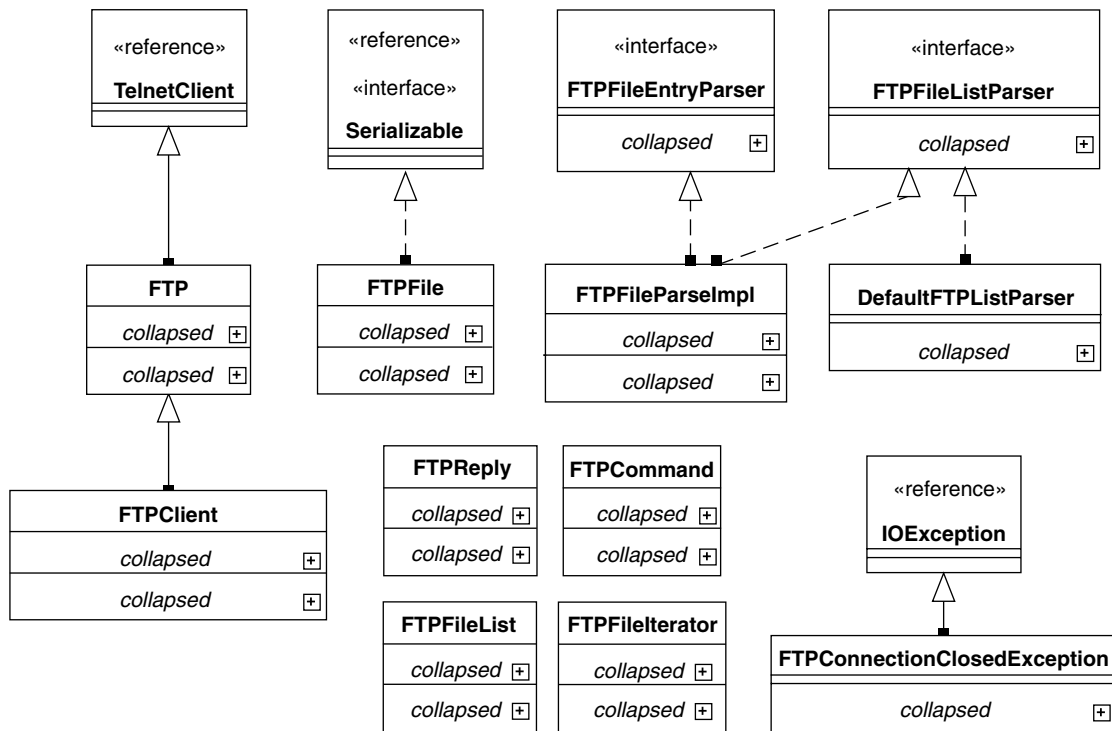 «reference»
TelnetClient
«reference»
«interface»
Serializable
«interface»
FTPFileEntryParser
collapsed
«interface»
FTPFileListParser
collapsed
FTP
collapsed
collapsed
FTPFile
collapsed
collapsed
FTPFileParseImpl
collapsed
collapsed
DefaultFTPListParser
collapsed
FTPClient
collapsed
collapsed
FTPReply
collapsed
collapsed
FTPCommand
collapsed
collapsed
«reference»
IOException
FTPFileList
collapsed
collapsed
FTPFileIterator
collapsed
collapsed
FTPConnectionClosedException
collapsed